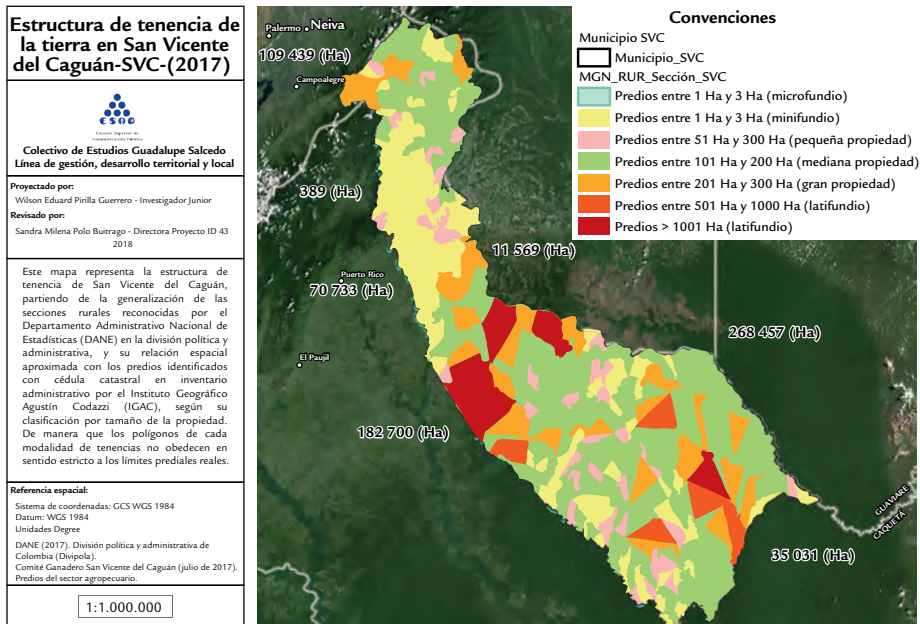 Estructura de tenencia de
la tierra en San Vicente
del Caguán-SVC-(2017)
ESAP
Escuela Superior de
Administración Pública
Colectivo de Estudios Guadalupe Salcedo
Línea de gestión, desarrollo territorial y local
Proyectado por:
Wilson Eduard Pirilla Guerrero - Investigador Junior
Revisado por:
Sandra Milena Polo Buitrago - Directora Proyecto ID 43
2018
Este mapa representa la estructura de
tenencia de San Vicente del Caguán,
partiendo de la generalización de las
secciones rurales reconocidas por el
Departamento Administrativo Nacional de
Estadísticas (DANE) en la división política y
administrativa, y su relación espacial
aproximada con los predios identificados
con cédula catastral en inventario
administrativo por el Instituto Geográfico
Agustín Codazzi (IGAC), según su
clasificación por tamaño de la propiedad.
De manera que los polígonos de cada
modalidad de tenencias no obedecen en
sentido estricto a los límites prediales reales.
Referencia espacial:
Sistema de coordenadas: GCS WGS 1984
Datum: WGS 1984
Unidades Degree
DANE (2017). División política y administrativa de
Colombia (Divipola).
Comité Ganadero San Vicente del Caguán (julio de 2017).
Predios del sector agropecuario.
1:1.000.000
Palermo
Neiva
109 439 (Ha)
Campoalegre
389 (Ha)
11 569 (Ha)
Puerto Rico
70 733 (Ha)
268 457 (Ha)
El Paujil
182 700 (Ha)
GUAVIARE
CAQUETÁ
35 031 (Ha)
Convenciones
Municipio SVC
Municipio_SVC
MGN_RUR_Sección_SVC
Predios entre 1 Ha y 3 Ha (microfundio)
Predios entre 1 Ha y 3 Ha (minifundio)
Predios entre 51 Ha y 300 Ha (pequeña propiedad)
Predios entre 101 Ha y 200 Ha (mediana propiedad)
Predios entre 201 Ha y 300 Ha (gran propiedad)
Predios entre 501 Ha y 1000 Ha (latifundio)
Predios > 1001 Ha (latifundio)